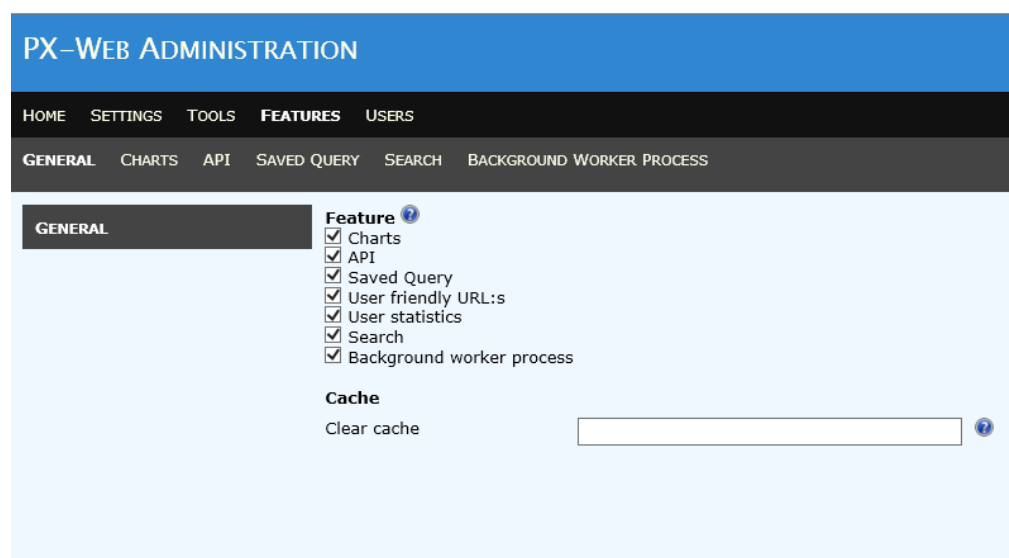 PX-WEB ADMINISTRATION
HOME SETTINGS TOOLS FEATURES USERS
GENERAL CHARTS API SAVED QUERY SEARCH BACKGROUND WORKER PROCESS
GENERAL
Feature ?
Charts
API
Saved Query
User friendly URL:s
User statistics
Search
Background worker process
Cache
Clear cache ?